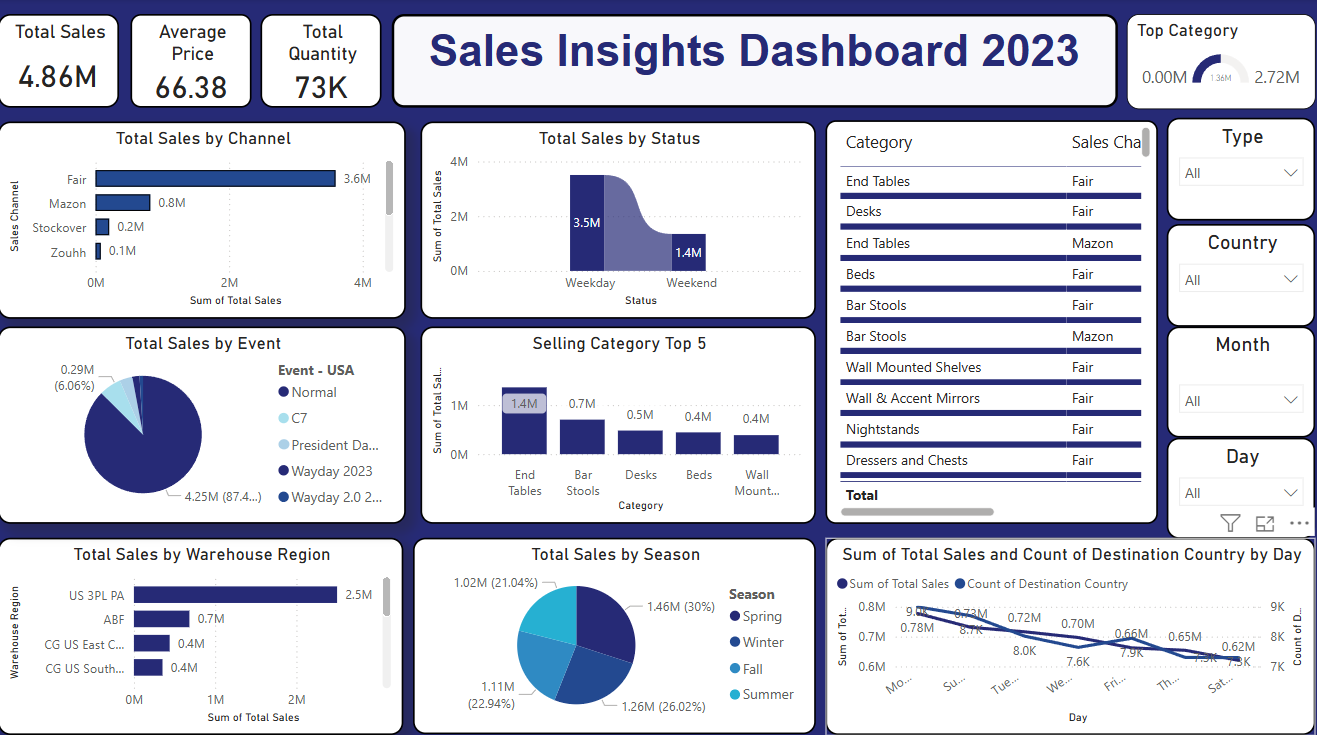 Total Sales
4.86M
Average
Price
66.38
Total
Quantity
73K
Sales Insights Dashboard 2023
Top Category
0.00M
1.36M
2.72M
Total Sales by Channel
Sales Channel
Fair
3.6M
Mazon
0.8M
Stockover
0.2M
Zouhh
0.1M
0M 2M 4M
Sum of Total Sales
Total Sales by Status
Sum of Total Sales
4M
2M
0M
3.5M
1.4M
Weekday Weekend
Status
Category Sales Cha
End Tables Fair
Desks Fair
End Tables Mazon
Beds Fair
Bar Stools Fair
Bar Stools Mazon
Wall Mounted Shelves Fair
Wall & Accent Mirrors Fair
Nightstands Fair
Dressers and Chests Fair
Total
Type
All
Country
All
Month
All
Day
All
Total Sales by Event
0.29M
(6.06%)
4.25M (87.4...)
Event - USA
Normal
C7
President Da...
Wayday 2023
Wayday 2.0 2...
Selling Category Top 5
Sum of Total Sal...
1M
0M
1.4M
0.7M
0.5M
0.4M
0.4M
End
Tables
Bar
Stools
Desks
Beds
Wall
Mount...
Category
Total Sales by Warehouse Region
Warehouse Region
US 3PL PA
2.5M
ABF
0.7M
CG US East C...
0.4M
CG US South...
0.4M
0M 1M 2M
Sum of Total Sales
Total Sales by Season
1.02M (21.04%)
1.46M (30%)
1.11M
(22.94%)
1.26M (26.02%)
Season
Spring
Winter
Fall
Summer
Sum of Total Sales and Count of Destination Country by Day
Sum of Total Sales Count of Destination Country
Sum of Tot...
0.8M
0.7M
0.6M
0.78M
0.73M
8.7K
0.72M
8.0K
0.70M
7.6K
0.66M
7.9K
0.65M
0.62M
7.3K
9K
8K
7K
Count of D...
Mo... Su... Tue... We... Fri... Th... Sat...
Day